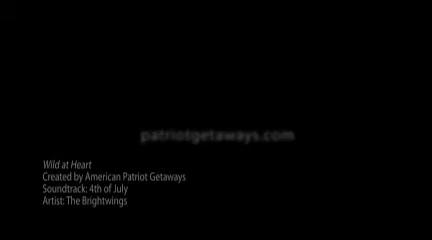 patriotgetaways.com
Wild at Heart
Created by American Patriot Getaways
Soundtrack: 4th of July
Artist: The Brightwings